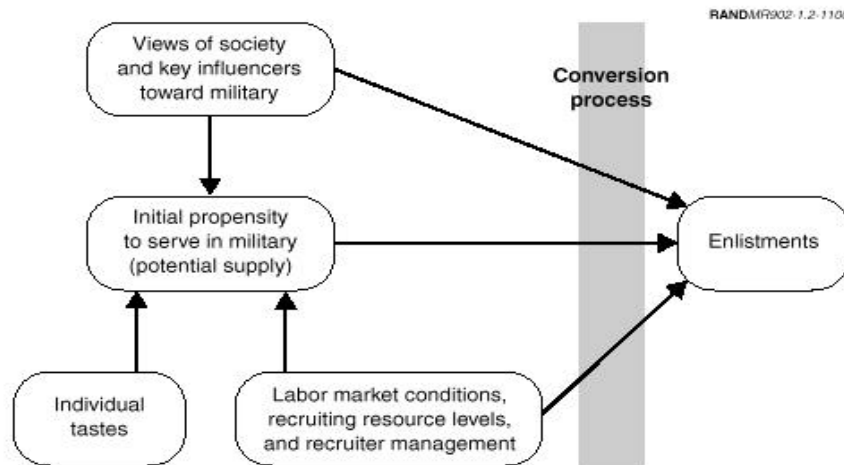 RANDMR902-1.2-1100
Views of society
and key influencers
toward military
Conversion
process
Initial propensity
to serve in military
(potential supply)
Enlistments
Individual
tastes
Labor market conditions,
recruiting resource levels,
and recruiter management